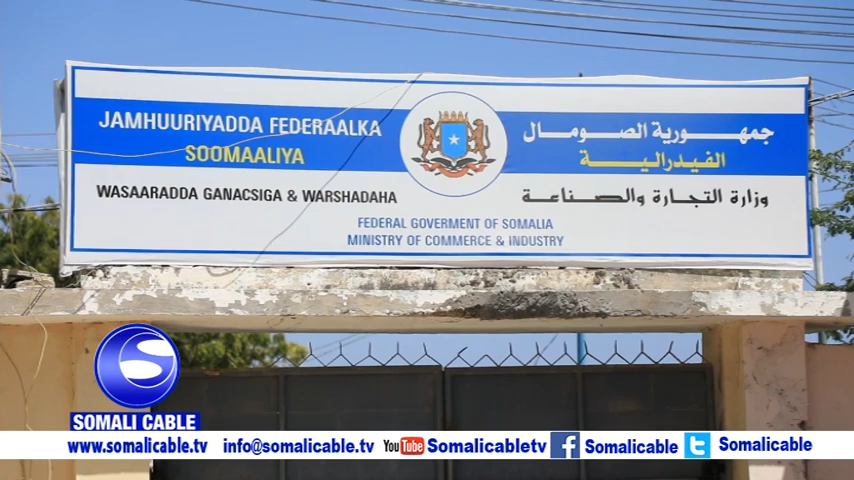 JAMHUURIYADDA FEDERAALKA
SOOMAALIYA
WASAARADDA GANACSIGA & WARSHADAHA
جمهورية الصومال
الفيدرالية
وزارة التجارة والصناعة
FEDERAL GOVERMENT OF SOMALIA
MINISTRY OF COMMERCE & INDUSTRY
S
SOMALI CABLE
www.somalicable.tv info@somalicable.tv YouTube Somalicabletv f Somalicable t Somalicable